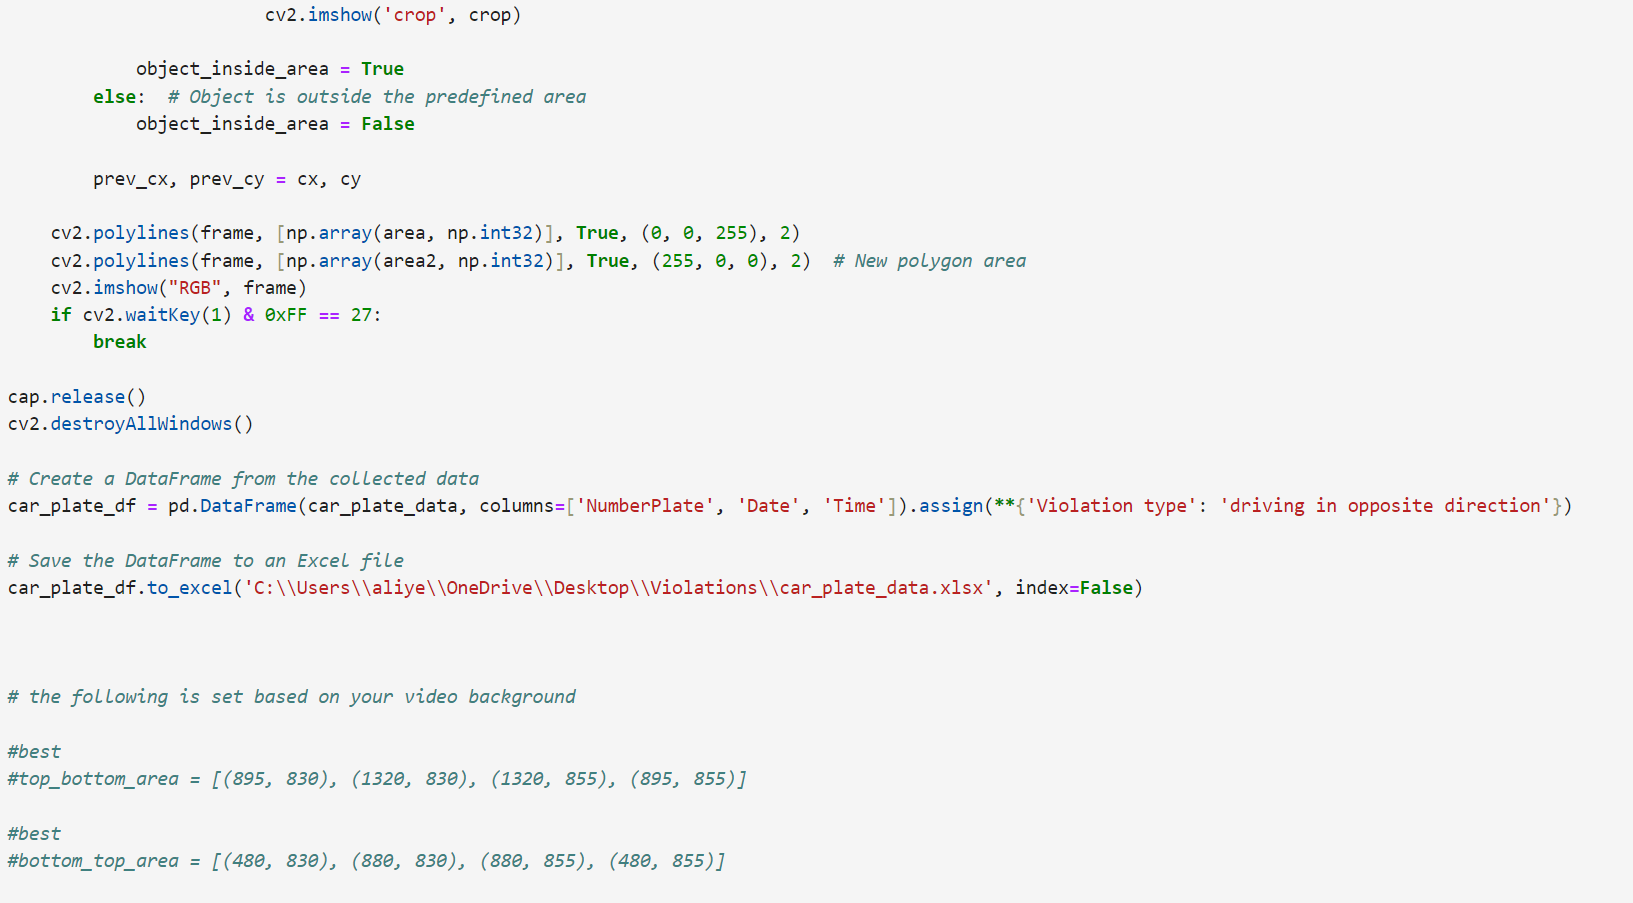 cv2.imshow('crop', crop)
object_inside_area = True
else:  # Object is outside the predefined area
object_inside_area = False
prev_cx, prev_cy = cx, cy
cv2.polylines(frame, [np.array(area, np.int32)], True, (0, 0, 255), 2)
cv2.polylines(frame, [np.array(area2, np.int32)], True, (255, 0, 0), 2)  # New polygon area
cv2.imshow("RGB", frame)
if cv2.waitKey(1) & 0xFF == 27:
break
cap.release()
cv2.destroyAllWindows()
# Create a DataFrame from the collected data
car_plate_df = pd.DataFrame(car_plate_data, columns=['NumberPlate', 'Date', 'Time']).assign(**{'Violation type': 'driving in opposite direction'})
# Save the DataFrame to an Excel file
car_plate_df.to_excel('C:\\Users\\aliye\\OneDrive\\Desktop\\Violations\\car_plate_data.xlsx', index=False)
# the following is set based on your video background
#best
#top_bottom_area = [(895, 830), (1320, 830), (1320, 855), (895, 855)]
#best
#bottom_top_area = [(480, 830), (880, 830), (880, 855), (480, 855)]